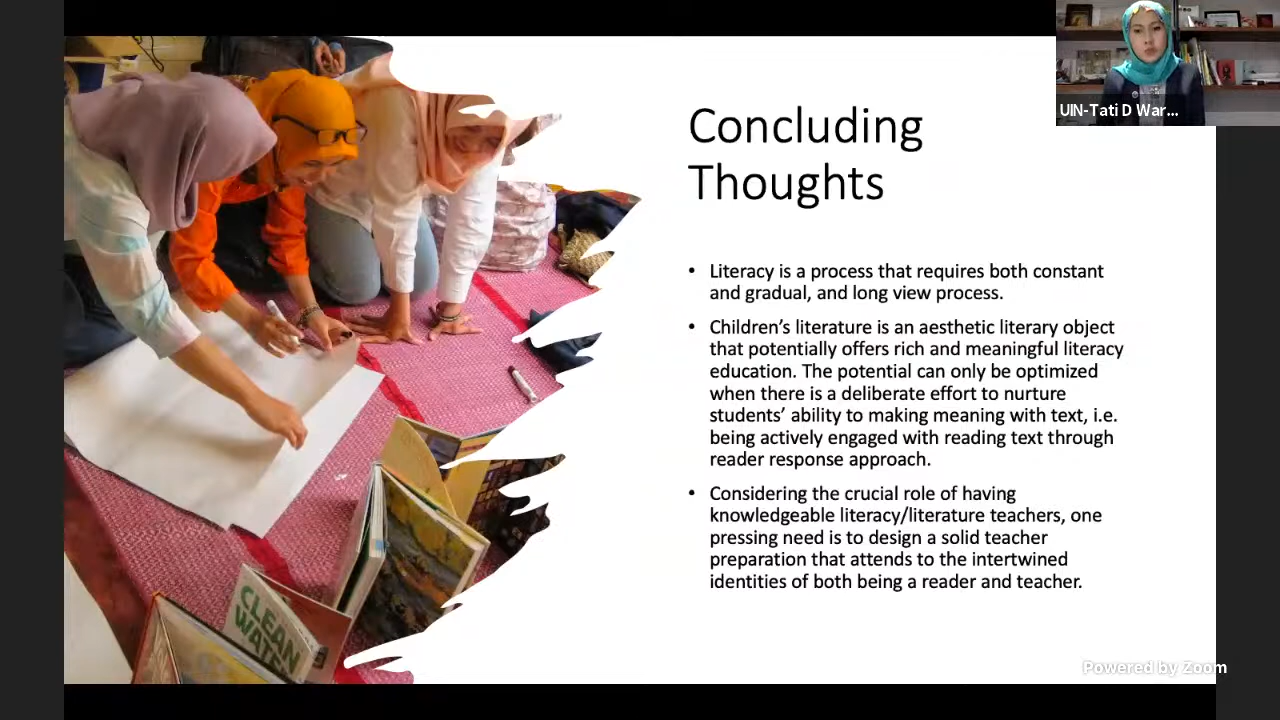 UIN-Tati D War...
Concluding
Thoughts
• Literacy is a process that requires both constant
and gradual, and long view process.
• Children’s literature is an aesthetic literary object
that potentially offers rich and meaningful literacy
education. The potential can only be optimized
when there is a deliberate effort to nurture
students’ ability to making meaning with text, i.e.
being actively engaged with reading text through
reader response approach.
• Considering the crucial role of having
knowledgeable literacy/literature teachers, one
pressing need is to design a solid teacher
preparation that attends to the intertwined
identities of both being a reader and teacher.
CLEAN
WATER
Powered by Zoom